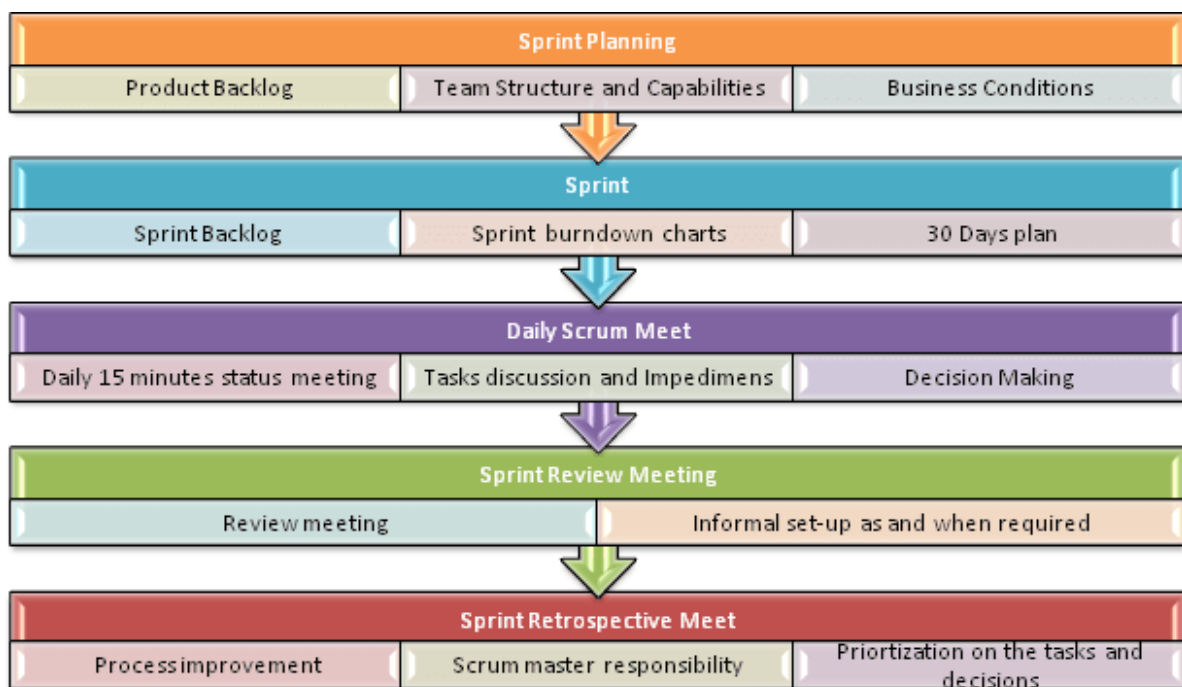 Sprint Planning
Product Backlog
Team Structure and Capabilities
Business Conditions
Sprint
Sprint Backlog
Sprint burndown charts
30 Days plan
Daily Scrum Meet
Daily 15 minutes status meeting
Tasks discussion and Impedimens
Decision Making
Sprint Review Meeting
Review meeting
Informal set-up as and when required
Sprint Retrospective Meet
Process improvement
Scrum master responsibility
Priortization on the tasks and
decisions